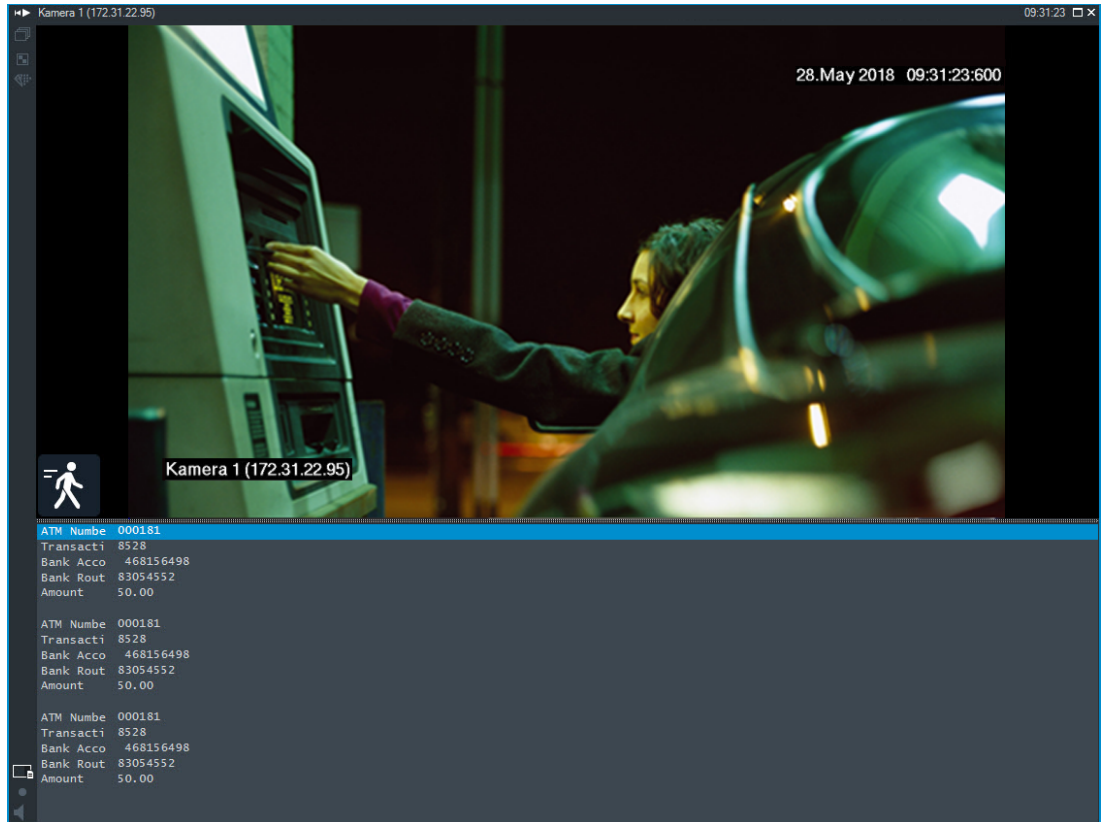 Kamera 1 (172.31.22.95) 09:31:23
28.May 2018 09:31:23:600
Kamera 1 (172.31.22.95)
ATM Numbe 000181
Transacti 8528
Bank Acco 468156498
Bank Rout 83054552
Amount 50.00
ATM Numbe 000181
Transacti 8528
Bank Acco 468156498
Bank Rout 83054552
Amount 50.00
ATM Numbe 000181
Transacti 8528
Bank Acco 468156498
Bank Rout 83054552
Amount 50.00